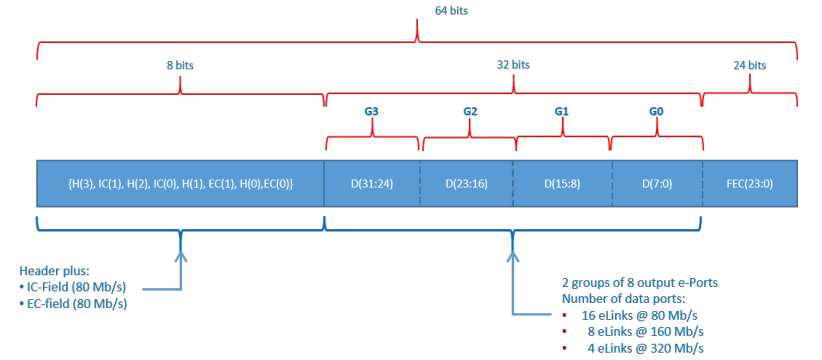 64 bits
8 bits
32 bits
24 bits
G3
G2
G1
G0
{H(3), IC(1), H(2), IC(0), H(1), EC(1), H(0),EC(0)}
D(31:24)
D(23:16)
D(15:8)
D(7:0)
FEC(23:0)
Header plus:
• IC-Field (80 Mb/s)
• EC-field (80 Mb/s)
2 groups of 8 output e-Ports
Number of data ports:
• 16 eLinks @ 80 Mb/s
• 8 eLinks @ 160 Mb/s
• 4 eLinks @ 320 Mb/s